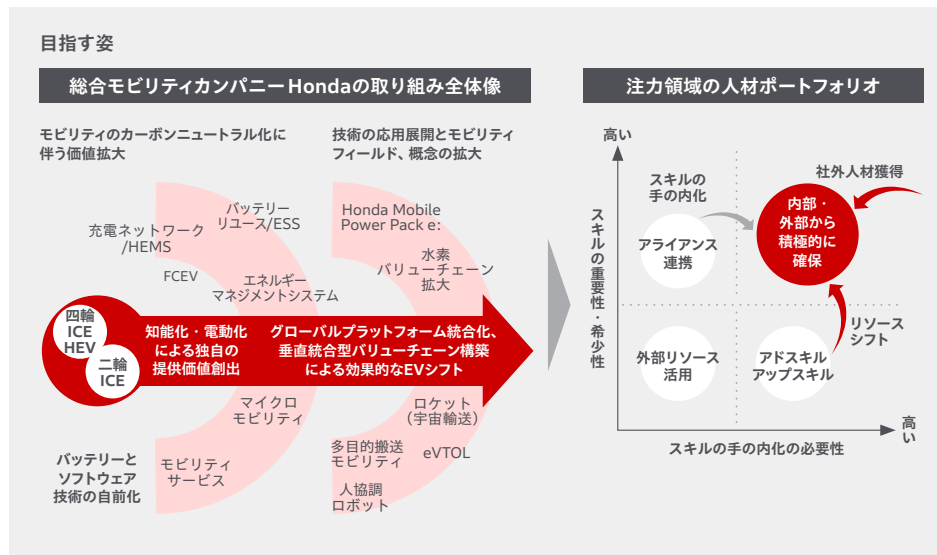 目指す姿
総合モビリティカンパニーHondaの取り組み全体像
モビリティのカーボンニュートラル化に
伴う価値拡大
技術の応用展開とモビリティ
フィールド、概念の拡大
充電ネットワーク
/HEMS
バッテリー
リユース/ESS
FCEV
エネルギー
マネジメントシステム
Honda Mobile
Power Pack e:
水素
バリューチェーン
拡大
四輪
ICE
HEV
二輪
ICE
知能化・電動化
による独自の
提供価値創出
グローバルプラットフォーム統合化、
垂直統合型バリューチェーン構築
による効果的なEVシフト
マイクロ
モビリティ
モビリティ
サービス
バッテリーと
ソフトウェア
技術の自前化
ロケット
（宇宙輸送）
多目的搬送
モビリティ
eVTOL
人協調
ロボット
注力領域の人材ポートフォリオ
高い
スキルの重要性・希少性
スキルの
手の内化
アライアンス
連携
社外人材獲得
内部・
外部から
積極的に
確保
外部リソース
活用
アドスキル
アップスキル
リソース
シフト
高い
スキルの手の内化の必要性